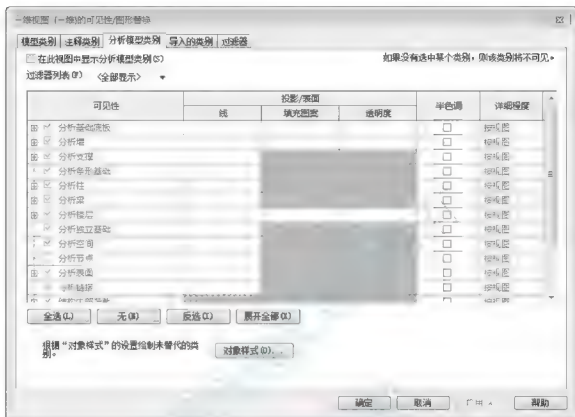 三维视图 {三维}的可见性/图形替换
模型类别 注释类别 分析模型类别 导入的类别 过滤器
在此视图中显示分析模型类别(S)
如果没有选中某个类别，则该类别将不可见。
过滤器列表(F) <全部显示>
可见性 投影/表面 半色调 详细程度
线 填充图案 透明度
分析基础底板 按视图
分析墙 按视图
分析支撑 按视图
分析条形基础 按视图
分析柱 按视图
分析梁 按视图
分析楼层 按视图
分析独立基础 按视图
分析空间 按视图
分析节点 按视图
分析表面 按视图
分析链接 按视图
全选(L) 无(N) 反选(I) 展开全部(X)
根据“对象样式”的设置绘制未替代的类
别。
对象样式(O)...
确定 取消 帮助